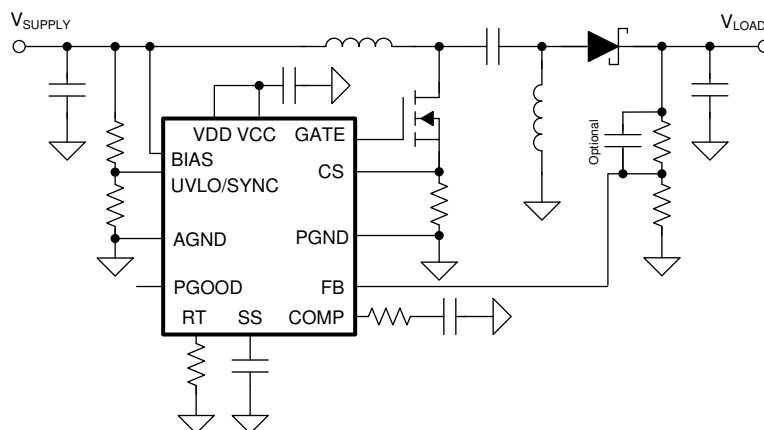 VSUPPLY
VLOAD
VDD VCC GATE
BIAS
CS
UVLO/SYNC
Optional
AGND
PGND
PGOOD
FB
RT SS COMP